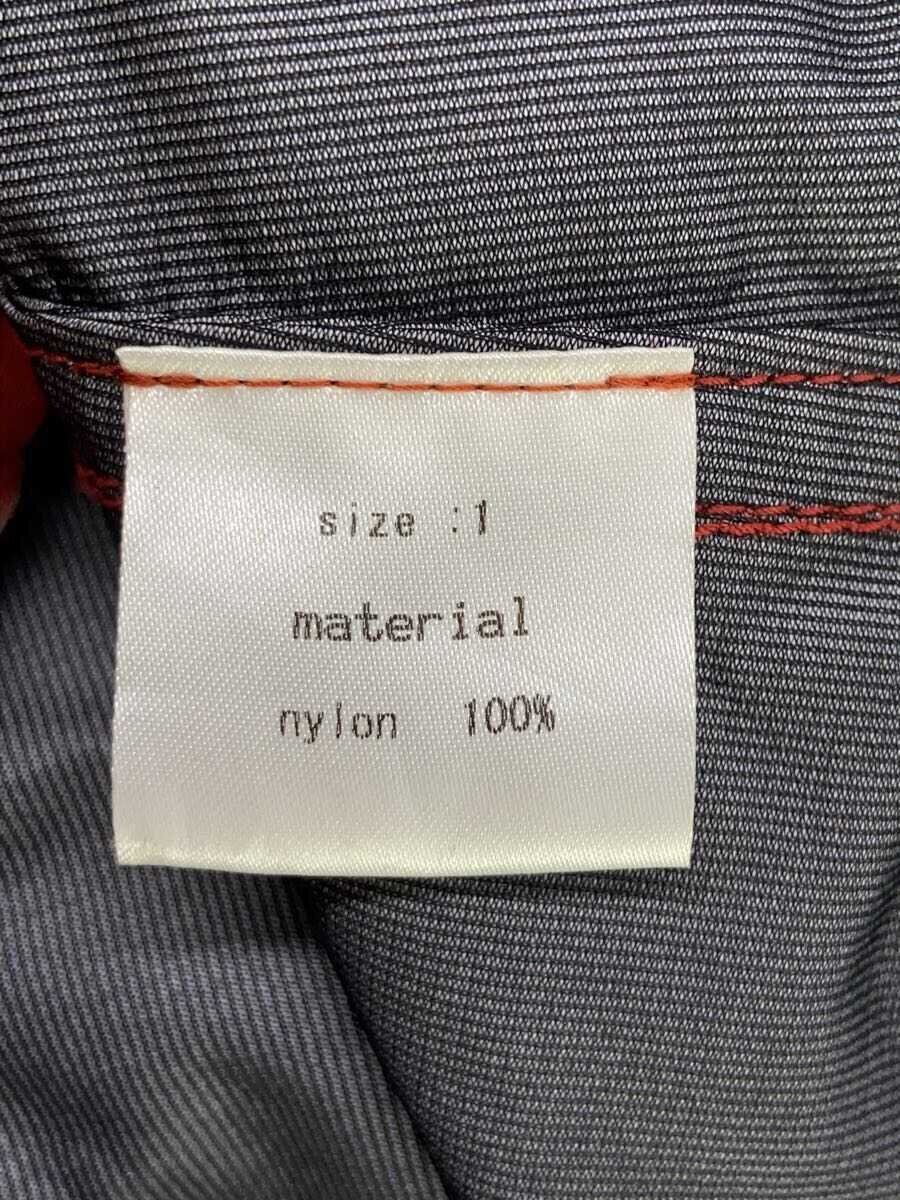 size :1
material
nylon 100%